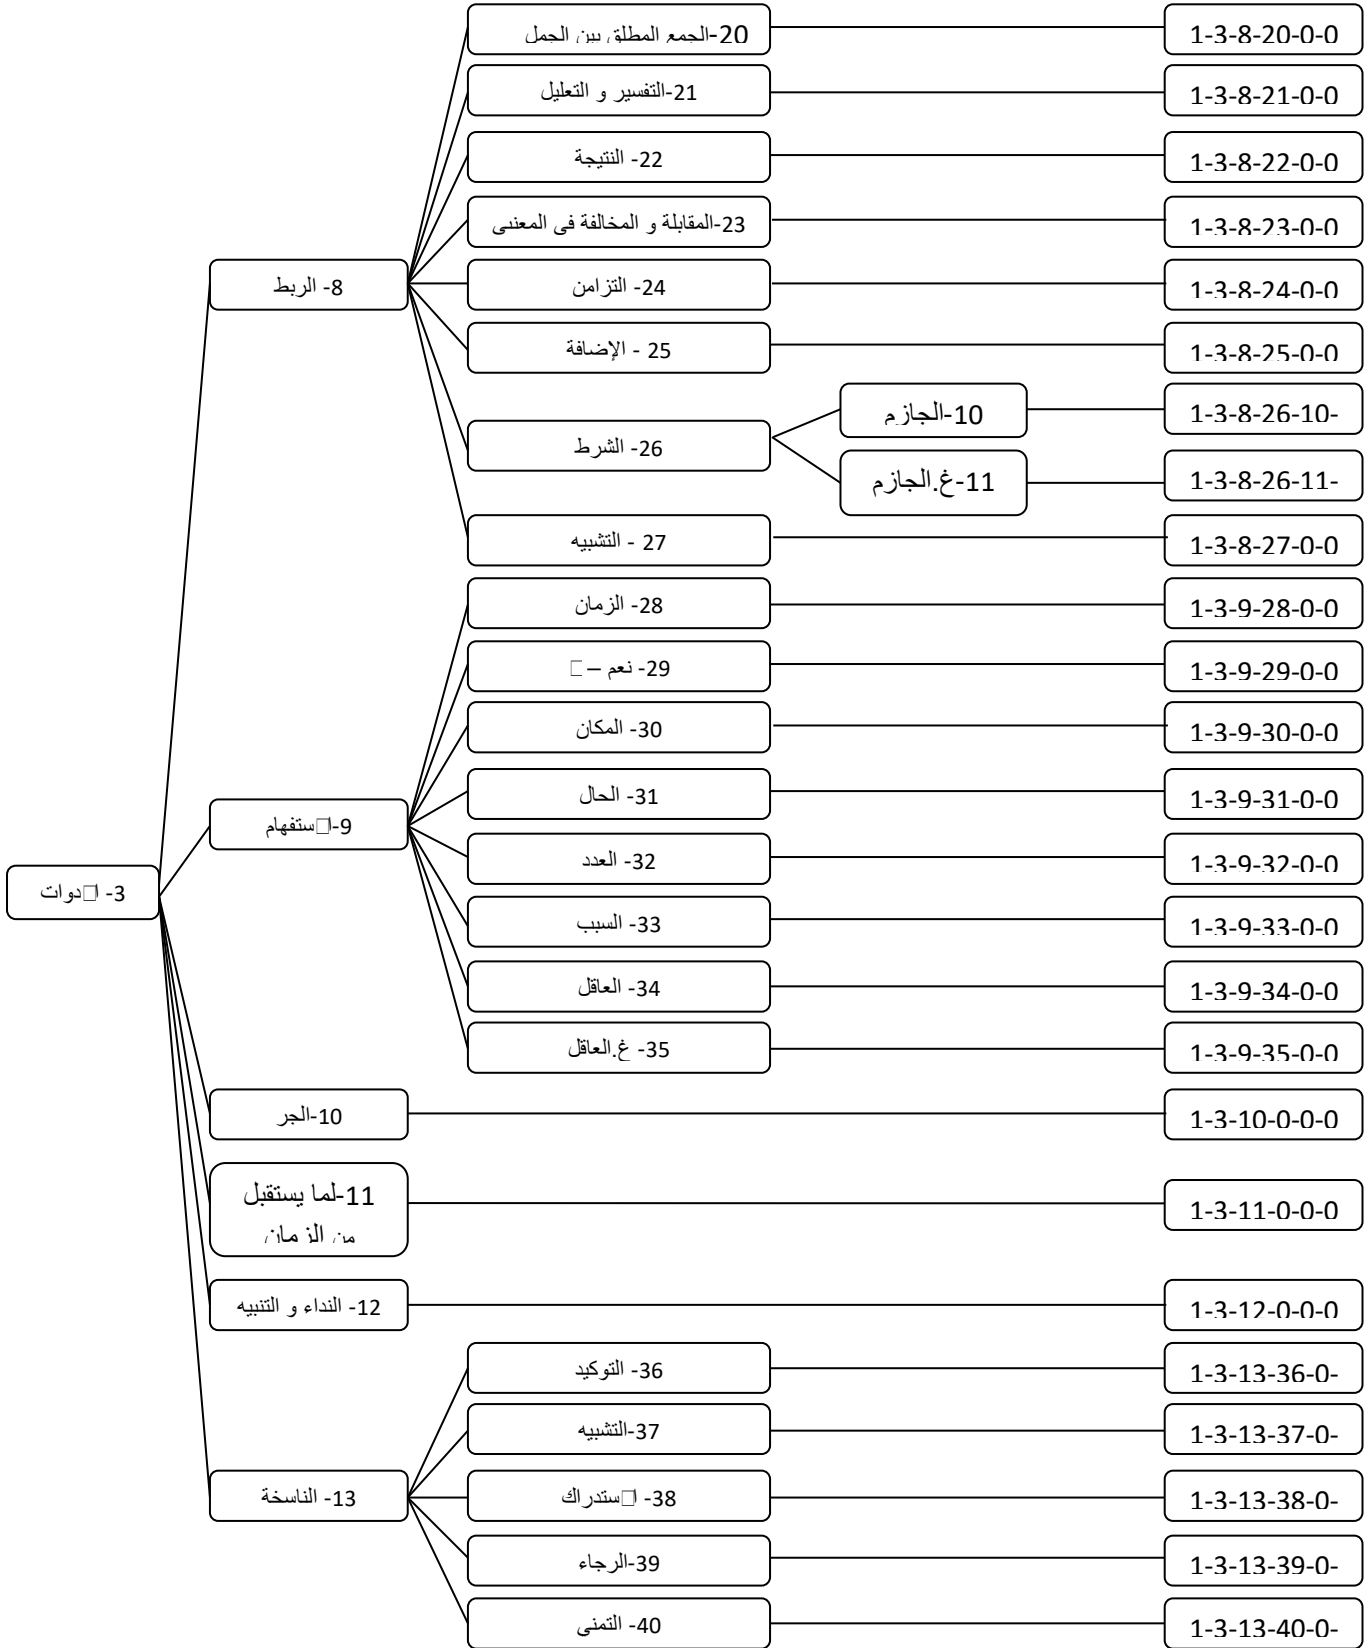 20-الجمع المطلق بين الجمل
1-3-8-20-0-0
21-التفسير و التعليل
1-3-8-21-0-0
22- النتيجة
1-3-8-22-0-0
23-المقابلة و المخالفة في المعنى
1-3-8-23-0-0
8- الربط
24- التزامن
1-3-8-24-0-0
25 - الإضافة
1-3-8-25-0-0
26- الشرط
10-الجازم
1-3-8-26-10-
11-غ.الجازم
1-3-8-26-11-
27 - التشبيه
1-3-8-27-0-0
28- الزمان
1-3-9-28-0-0
29- نعم –
1-3-9-29-0-0
30- المكان
1-3-9-30-0-0
31- الحال
1-3-9-31-0-0
9-ا□ستفهام
32- العدد
1-3-9-32-0-0
3- ا□دوات
33- السبب
1-3-9-33-0-0
34- العاقل
1-3-9-34-0-0
35- غ.العاقل
1-3-9-35-0-0
10-الجر
1-3-10-0-0-0
11-لما يستقبل
من الزمان
1-3-11-0-0-0
12- النداء و التنبيه
1-3-12-0-0-0
36- التوكيد
1-3-13-36-0-
37-التشبيه
1-3-13-37-0-
13- الناسخة
38- ا□ستدراك
1-3-13-38-0-
39-الرجاء
1-3-13-39-0-
40- التمني
1-3-13-40-0-